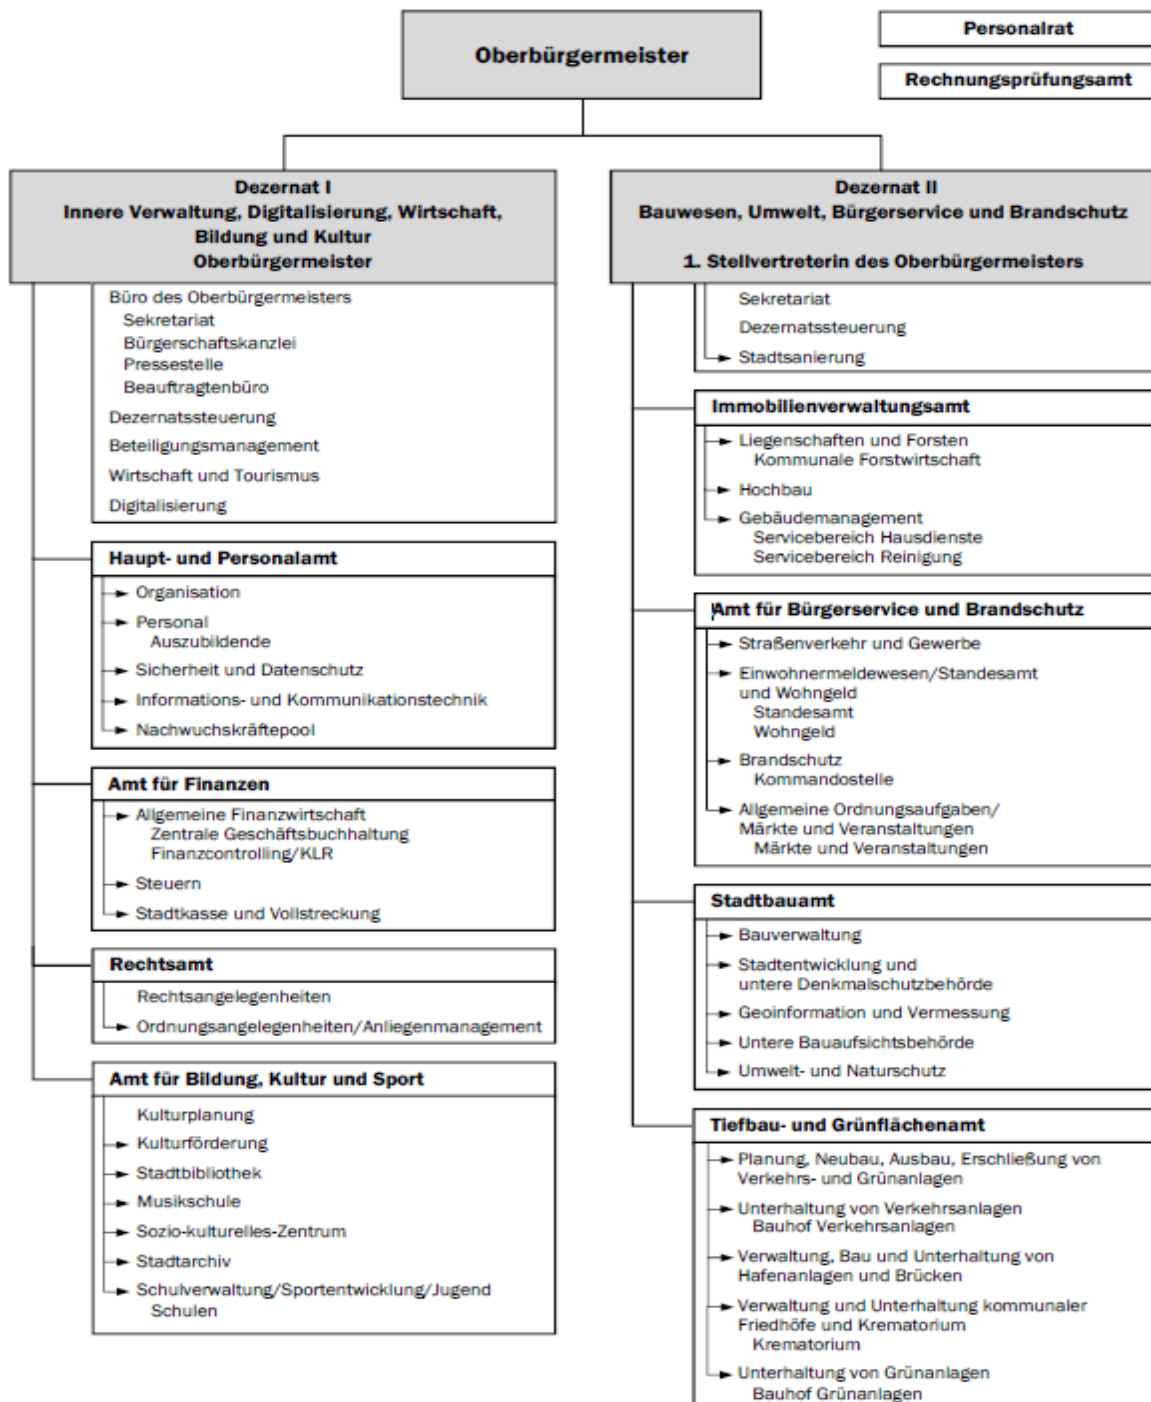 Oberbürgermeister
Personalrat
Rechnungsprüfungsamt
Dezernat I
Innere Verwaltung, Digitalisierung, Wirtschaft,
Bildung und Kultur
Oberbürgermeister
Büro des Oberbürgermeisters
Sekretariat
Bürgerschaftskanzlei
Pressestelle
Beauftragtenbüro
Dezernatssteuerung
Beteiligungsmanagement
Wirtschaft und Tourismus
Digitalisierung
Haupt- und Personalamt
Organisation
Personal
Auszubildende
Sicherheit und Datenschutz
Informations- und Kommunikationstechnik
Nachwuchskräftepool
Amt für Finanzen
Allgemeine Finanzwirtschaft
Zentrale Geschäftsbuchhaltung
Finanzcontrolling/KLR
Steuern
Stadtkasse und Vollstreckung
Rechtsamt
Rechtsangelegenheiten
Ordnungsangelegenheiten/Anliegenmanagement
Amt für Bildung, Kultur und Sport
Kulturplanung
Kulturförderung
Stadtbibliothek
Musikschule
Sozio-kulturelles-Zentrum
Stadtarchiv
Schulverwaltung/Sportentwicklung/Jugend
Schulen
Dezernat II
Bauwesen, Umwelt, Bürgerservice und Brandschutz
1. Stellvertreterin des Oberbürgermeisters
Sekretariat
Dezernatssteuerung
Stadtsanierung
Immobilienverwaltungsamt
Liegenschaften und Forsten
Kommunale Forstwirtschaft
Hochbau
Gebäudemanagement
Servicebereich Hausdienste
Servicebereich Reinigung
Amt für Bürgerservice und Brandschutz
Straßenverkehr und Gewerbe
Einwohnermeldewesen/Standesamt
und Wohngeld
Standesamt
Wohngeld
Brandschutz
Kommandostelle
Allgemeine Ordnungsaufgaben/
Märkte und Veranstaltungen
Märkte und Veranstaltungen
Stadtbauamt
Bauverwaltung
Stadtentwicklung und
untere Denkmalschutzbehörde
Geoinformation und Vermessung
Untere Bauaufsichtsbehörde
Umwelt- und Naturschutz
Tiefbau- und Grünflächenamt
Planung, Neubau, Ausbau, Erschließung von
Verkehrs- und Grünanlagen
Unterhaltung von Verkehrsanlagen
Bauhof Verkehrsanlagen
Verwaltung, Bau und Unterhaltung von
Hafenanlagen und Brücken
Verwaltung und Unterhaltung kommunaler
Friedhöfe und Krematorium
Krematorium
Unterhaltung von Grünanlagen
Bauhof Grünanlagen